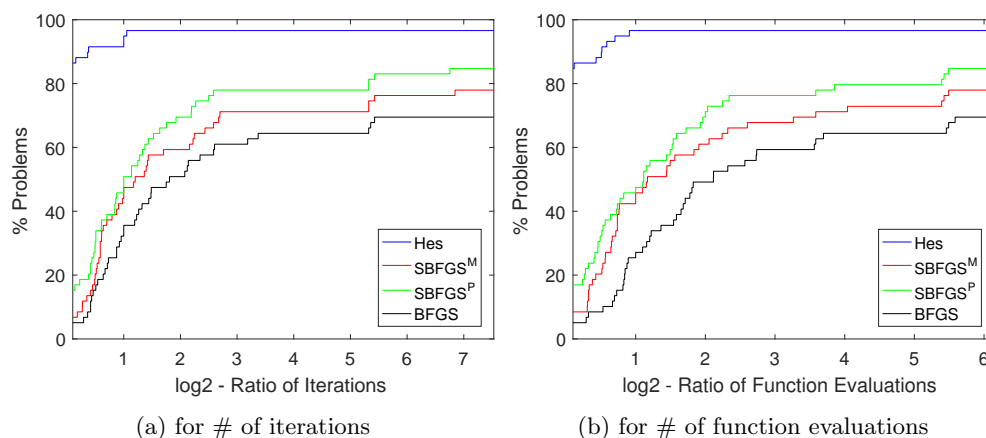 100
80
60
40
20
0
% Problems
1 2 3 4 5 6 7
log2 - Ratio of Iterations
Hes
SBFGS^M
SBFGS^P
BFGS
(a) for # of iterations
100
80
60
40
20
0
% Problems
1 2 3 4 5 6
log2 - Ratio of Function Evaluations
Hes
SBFGS^M
SBFGS^P
BFGS
(b) for # of function evaluations